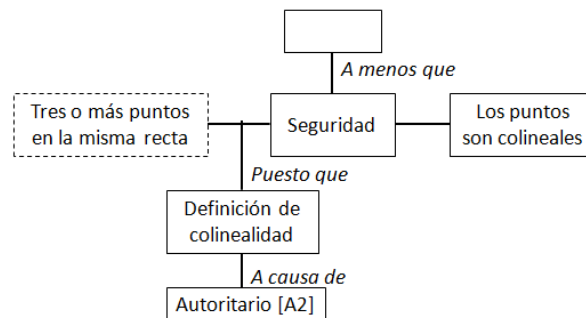 A menos que
Tres o más puntos
en la misma recta
Seguridad
Los puntos
son colineales
Puesto que
Definición de
colinealidad
A causa de
Autoritario [A2]